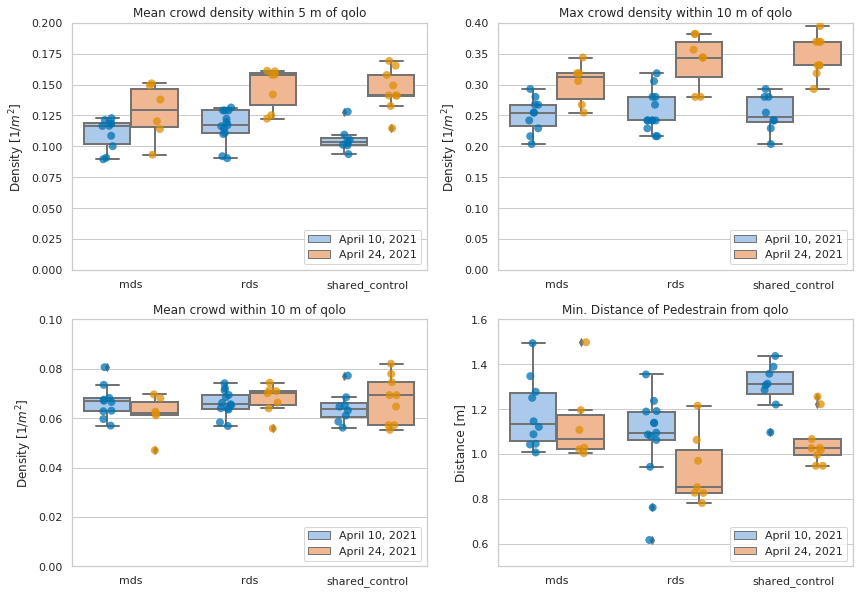 Mean crowd density within 5 m of qolo
Density [1/m²]
0.200
0.175
0.150
0.125
0.100
0.075
0.050
0.025
0.000
mds rds shared_control
April 10, 2021
April 24, 2021
Max crowd density within 10 m of qolo
Density [1/m²]
0.40
0.35
0.30
0.25
0.20
0.15
0.10
0.05
0.00
mds rds shared_control
April 10, 2021
April 24, 2021
Mean crowd within 10 m of qolo
Density [1/m²]
0.10
0.08
0.06
0.04
0.02
0.00
mds rds shared_control
April 10, 2021
April 24, 2021
Min. Distance of Pedestrain from qolo
Distance [m]
1.6
1.4
1.2
1.0
0.8
0.6
mds rds shared_control
April 10, 2021
April 24, 2021